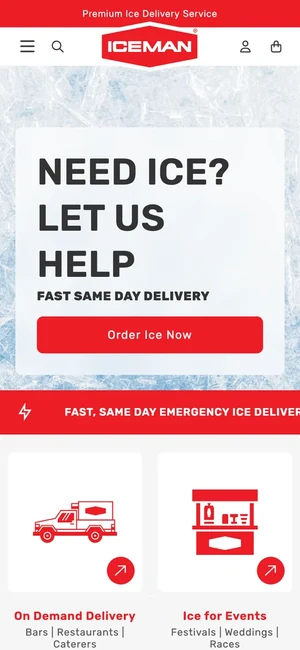 Premium Ice Delivery Service
ICEMAN
®
NEED ICE?
LET US
HELP
FAST SAME DAY DELIVERY
Order Ice Now
FAST, SAME DAY EMERGENCY ICE DELIVER
On Demand Delivery
Bars | Restaurants |
Caterers
Ice for Events
Festivals | Weddings |
Races